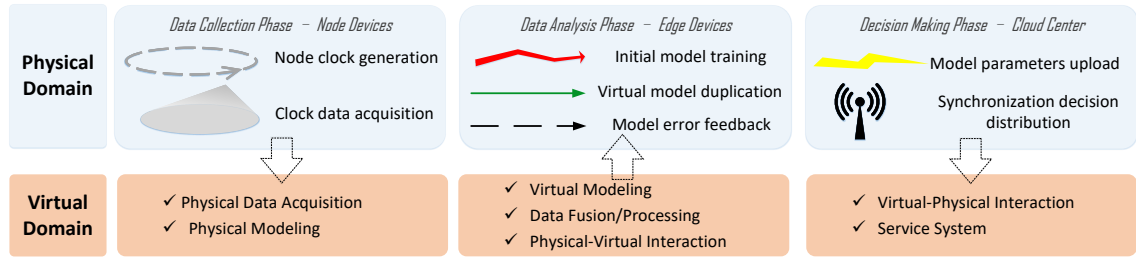 Physical
Domain
Data Collection Phase – Node Devices
Node clock generation
Clock data acquisition
Data Analysis Phase – Edge Devices
Initial model training
Virtual model duplication
Model error feedback
Decision Making Phase – Cloud Center
Model parameters upload
Synchronization decision
distribution
Virtual
Domain
✓ Physical Data Acquisition
✓ Physical Modeling
✓ Virtual Modeling
✓ Data Fusion/Processing
✓ Physical-Virtual Interaction
✓ Virtual-Physical Interaction
✓ Service System